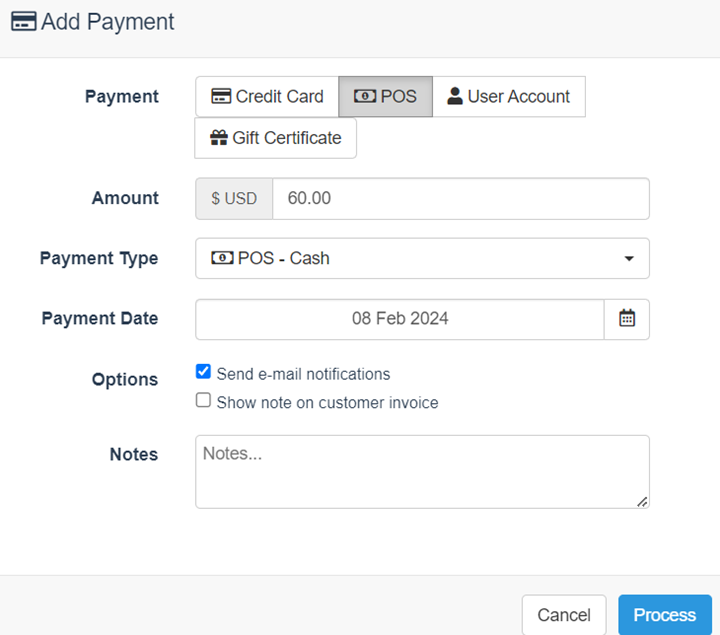 Add Payment
Payment Credit Card POS User Account
Gift Certificate
Amount $ USD 60.00
Payment Type POS - Cash
Payment Date 08 Feb 2024
Options Send e-mail notifications
Show note on customer invoice
Notes Notes...
Cancel Process